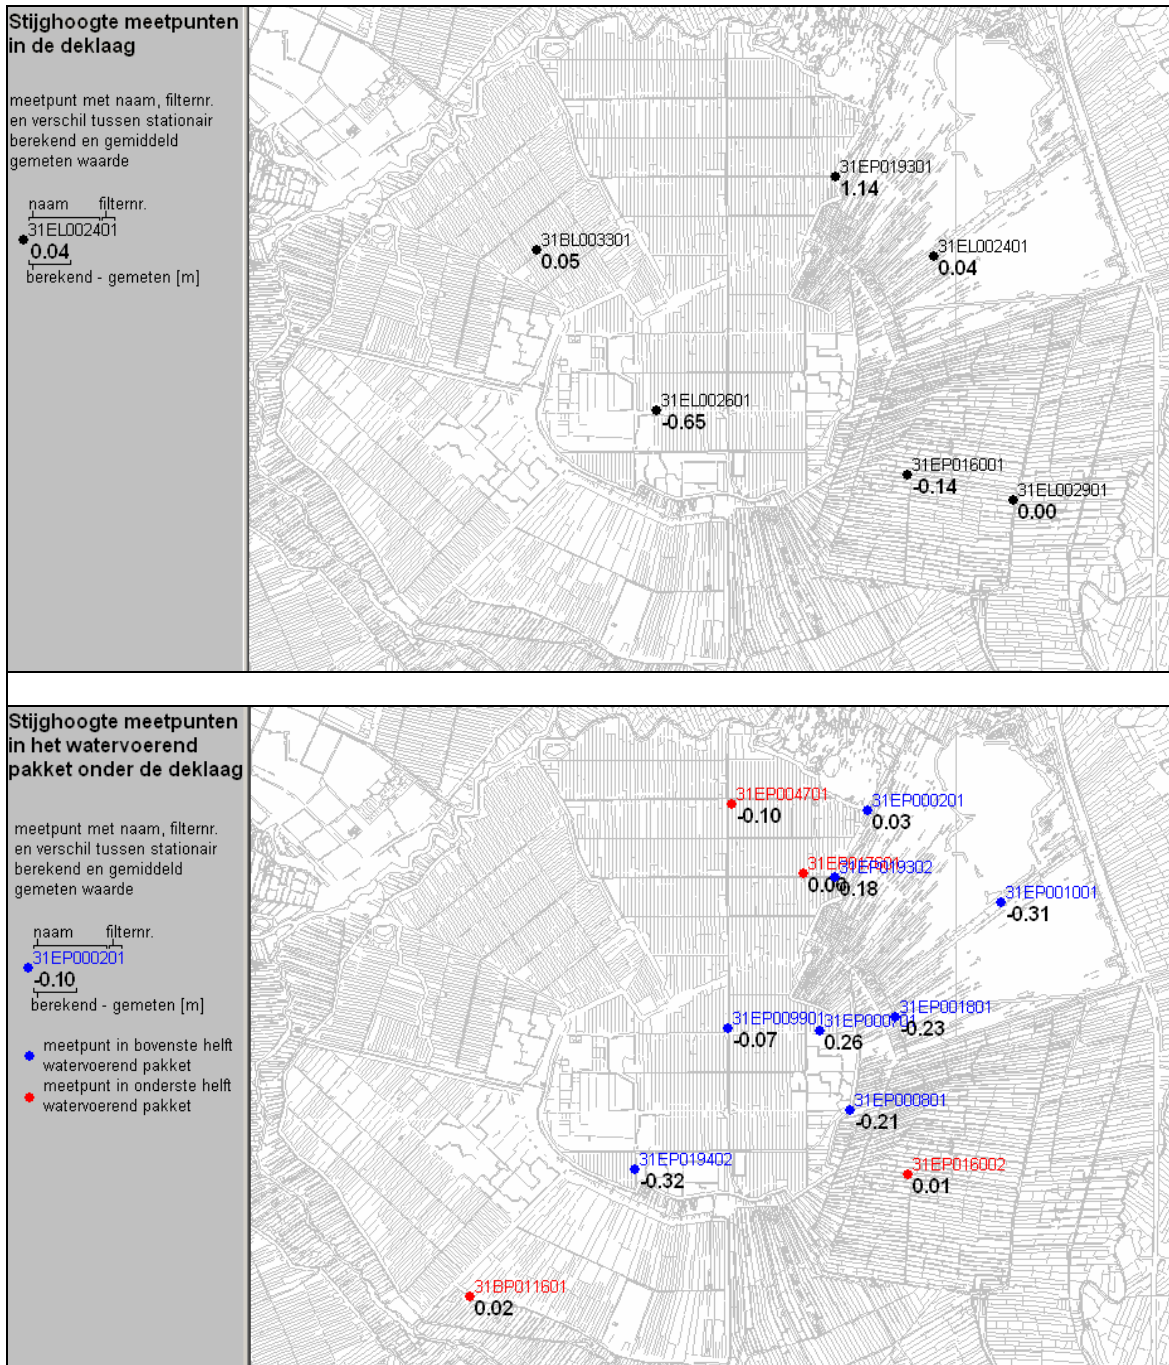 Stijghoogte meetpunten
in de deklaag
meetpunt met naam, filternr.
en verschil tussen stationair
berekend en gemiddeld
gemeten waarde
naam filternr.
31EL002401
0.04
berekend - gemeten [m]
31EP019301
1.14
31BL003301
0.05
31EL002401
0.04
31EL002601
-0.65
31EP016001
-0.14
31EL002901
0.00
Stijghoogte meetpunten
in het watervoerend
pakket onder de deklaag
meetpunt met naam, filternr.
en verschil tussen stationair
berekend en gemiddeld
gemeten waarde
naam filternr.
31EP000201
-0.10
berekend - gemeten [m]
meetpunt in bovenste helft
watervoerend pakket
meetpunt in onderste helft
watervoerend pakket
31EP004701
-0.10
31EP000201
0.03
31EP019302
0.18
31EP001001
-0.31
31EP009901
-0.07
31EP000701
0.26
31EP001801
-0.23
31EP000801
-0.21
31EP019402
-0.32
31EP016002
0.01
31BP011601
0.02